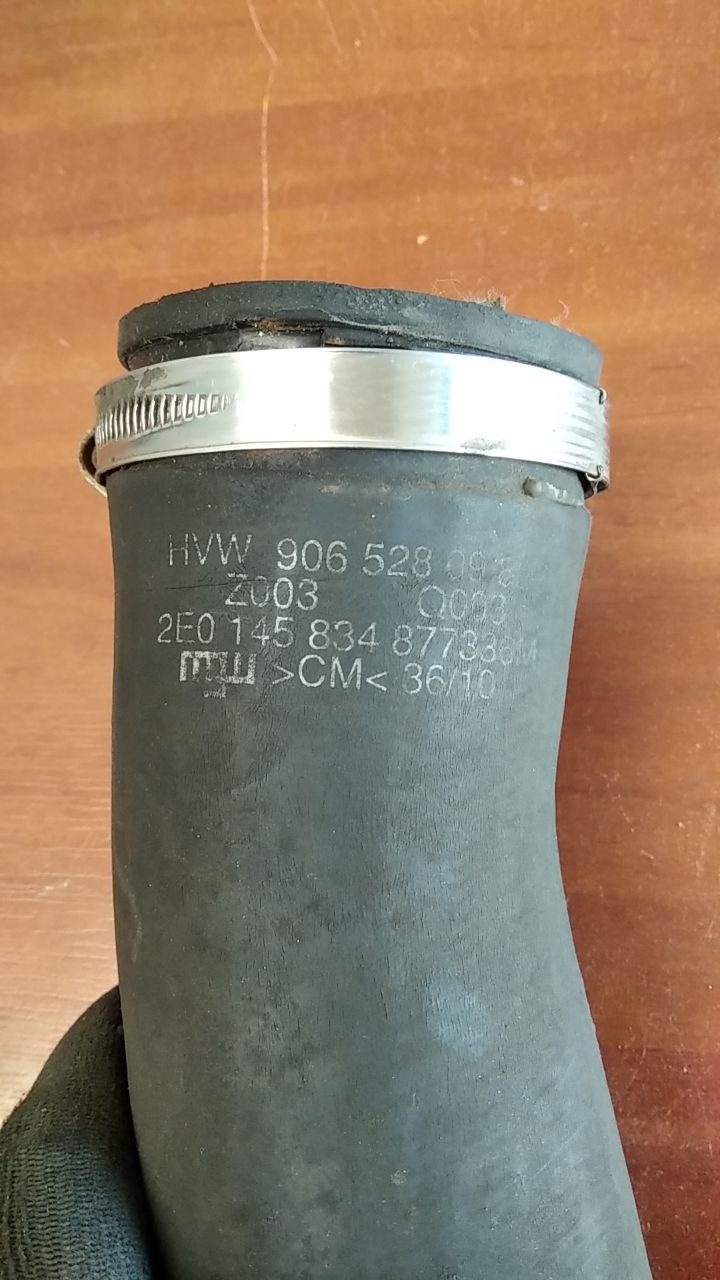 HVW 906 528
Z003 Q003
2E0 145 834 877336M
>CM< 36/10